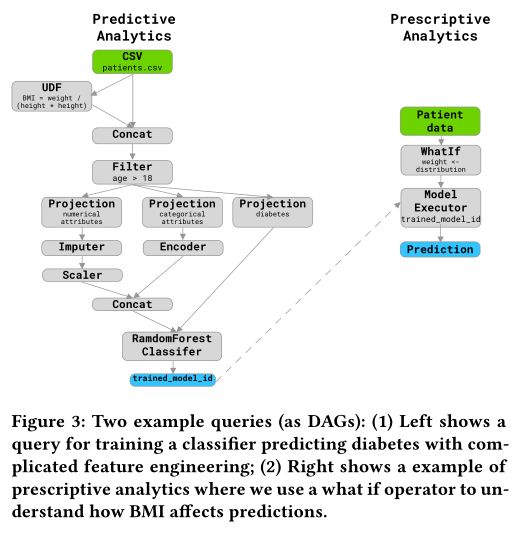 Predictive
Analytics
CSV
patients.csv
UDF
BMI = weight /
(height * height)
Concat
Filter
age > 18
Projection
numerical
attributes
Projection
categorical
attributes
Projection
diabetes
Imputer
Encoder
Scaler
Concat
RamdomForest
Classifer
trained_model_id
Prescriptive
Analytics
Patient
data
WhatIf
weight <-
distribution
Model
Executor
trained_model_id
Prediction
Figure 3: Two example queries (as DAGs): (1) Left shows a
query for training a classifier predicting diabetes with com-
plicated feature engineering; (2) Right shows a example of
prescriptive analytics where we use a what if operator to un-
derstand how BMI affects predictions.